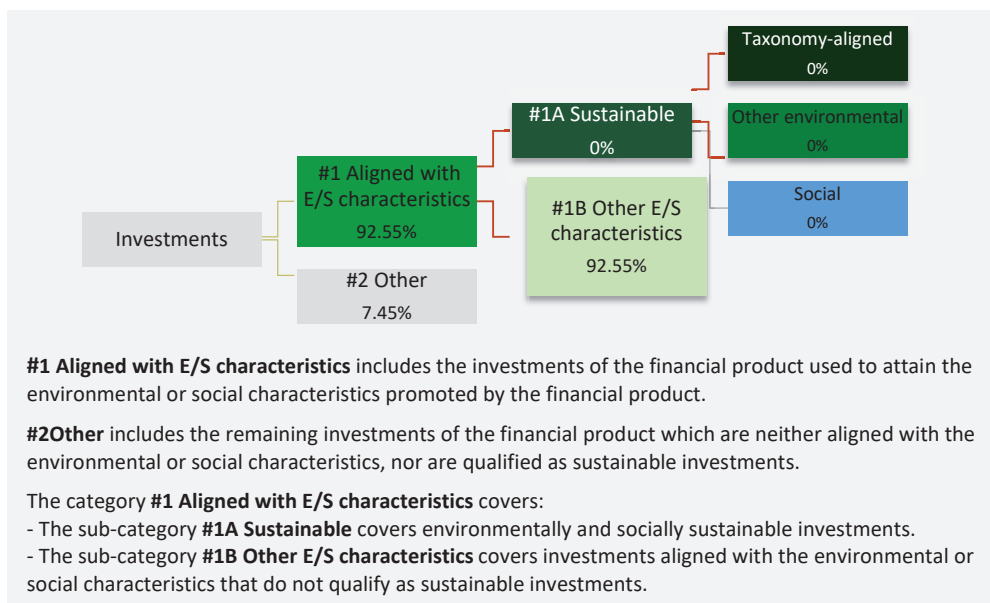 Taxonomy-aligned
0%
#1A Sustainable
0%
Other environmental
0%
#1 Aligned with
E/S characteristics
92.55%
#1B Other E/S
characteristics
92.55%
Social
0%
Investments
#2 Other
7.45%
#1 Aligned with E/S characteristics includes the investments of the financial product used to attain the
environmental or social characteristics promoted by the financial product.
#2Other includes the remaining investments of the financial product which are neither aligned with the
environmental or social characteristics, nor are qualified as sustainable investments.
The category #1 Aligned with E/S characteristics covers:
- The sub-category #1A Sustainable covers environmentally and socially sustainable investments.
- The sub-category #1B Other E/S characteristics covers investments aligned with the environmental or
social characteristics that do not qualify as sustainable investments.